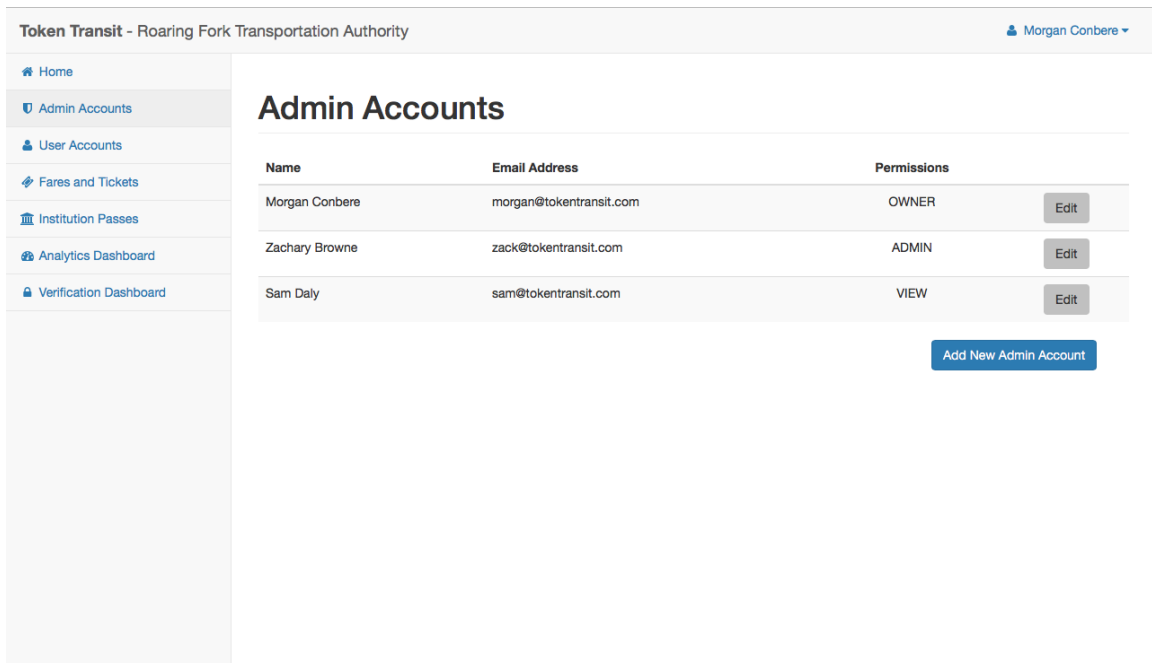 Token Transit - Roaring Fork Transportation Authority
Morgan Conbere
Home
Admin Accounts
User Accounts
Fares and Tickets
Institution Passes
Analytics Dashboard
Verification Dashboard
Admin Accounts
Name Email Address Permissions
Morgan Conbere morgan@tokentransit.com OWNER Edit
Zachary Browne zack@tokentransit.com ADMIN Edit
Sam Daly sam@tokentransit.com VIEW Edit
Add New Admin Account